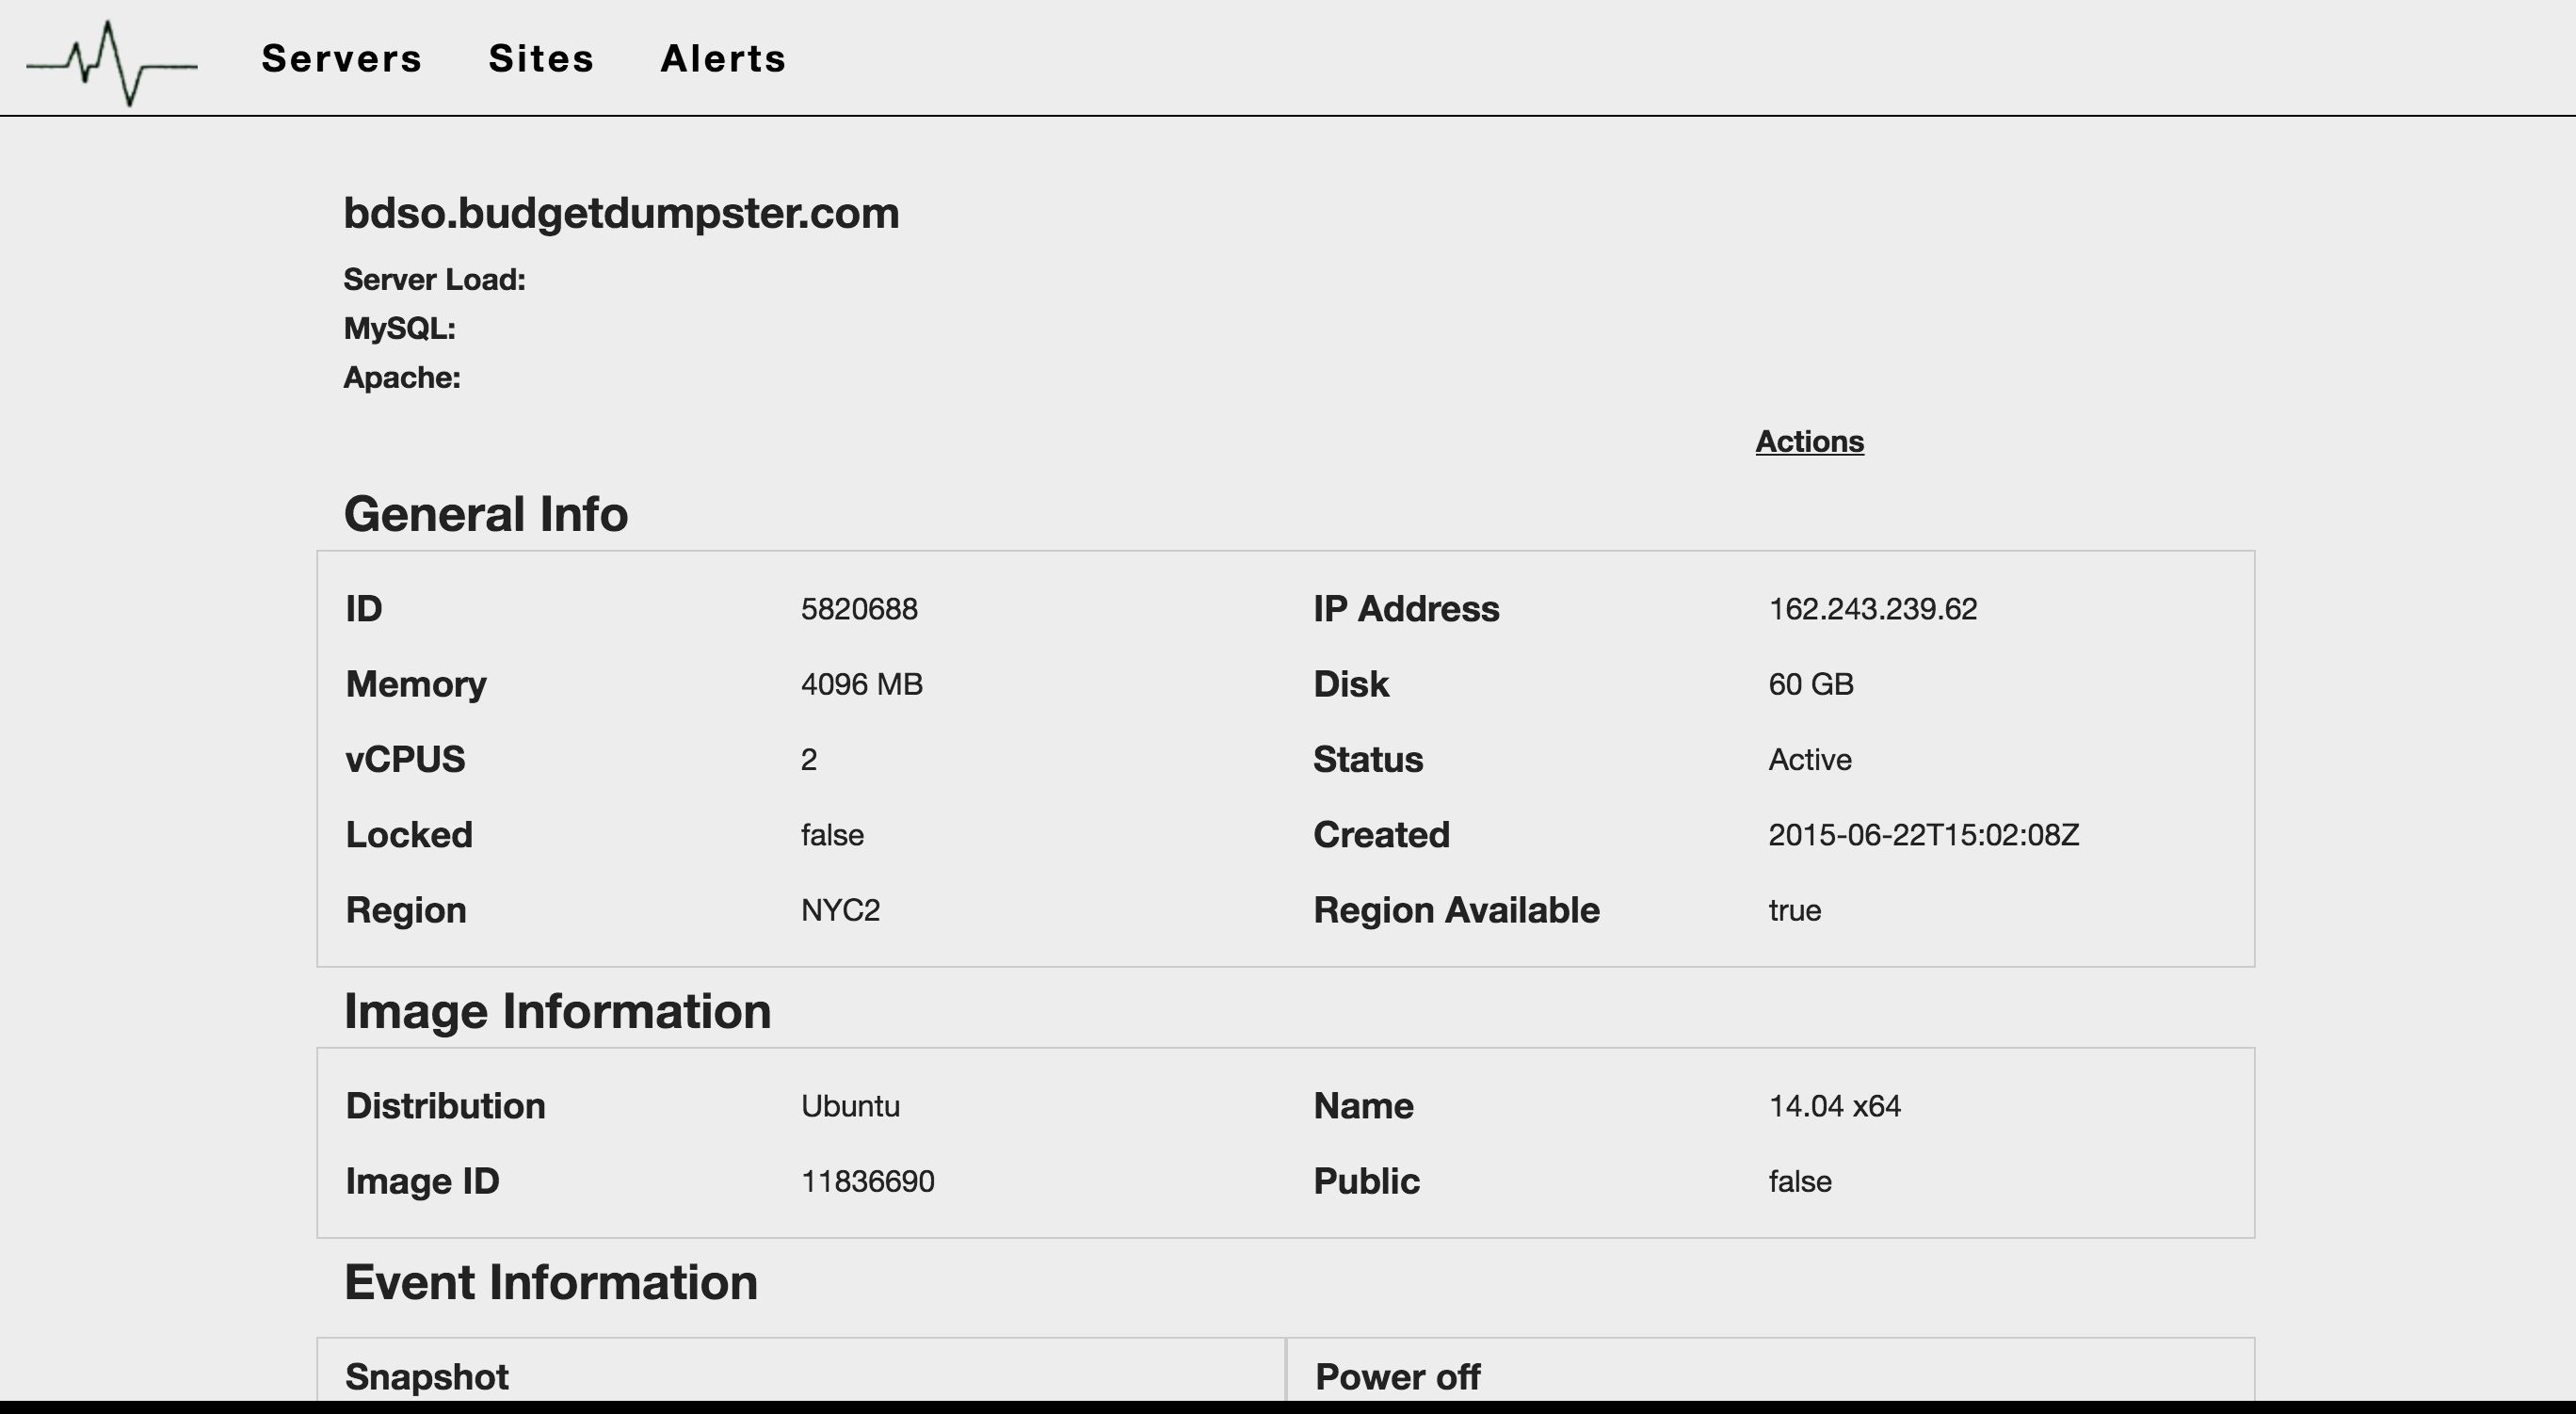 Servers Sites Alerts
bdso.budgetdumpster.com
Server Load:
MySQL:
Apache:
Actions
General Info
ID 5820688 IP Address 162.243.239.62
Memory 4096 MB Disk 60 GB
vCPUS 2 Status Active
Locked false Created 2015-06-22T15:02:08Z
Region NYC2 Region Available true
Image Information
Distribution Ubuntu Name 14.04 x64
Image ID 11836690 Public false
Event Information
Snapshot Power off